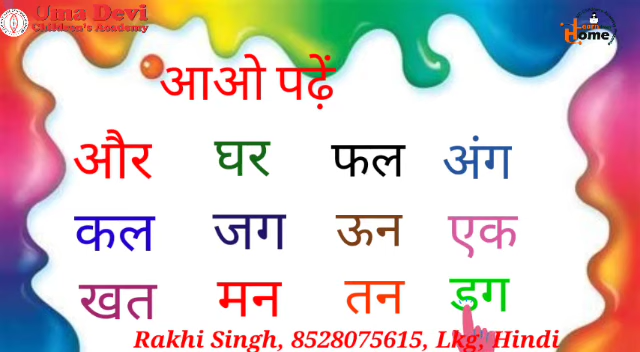 Uma Devi
Children's Academy
Learn
Home
आओ पढ़ें
और घर फल अंग
कल जग ऊन एक
खत मन तन डग
Rakhi Singh, 8528075615, Lkg, Hindi